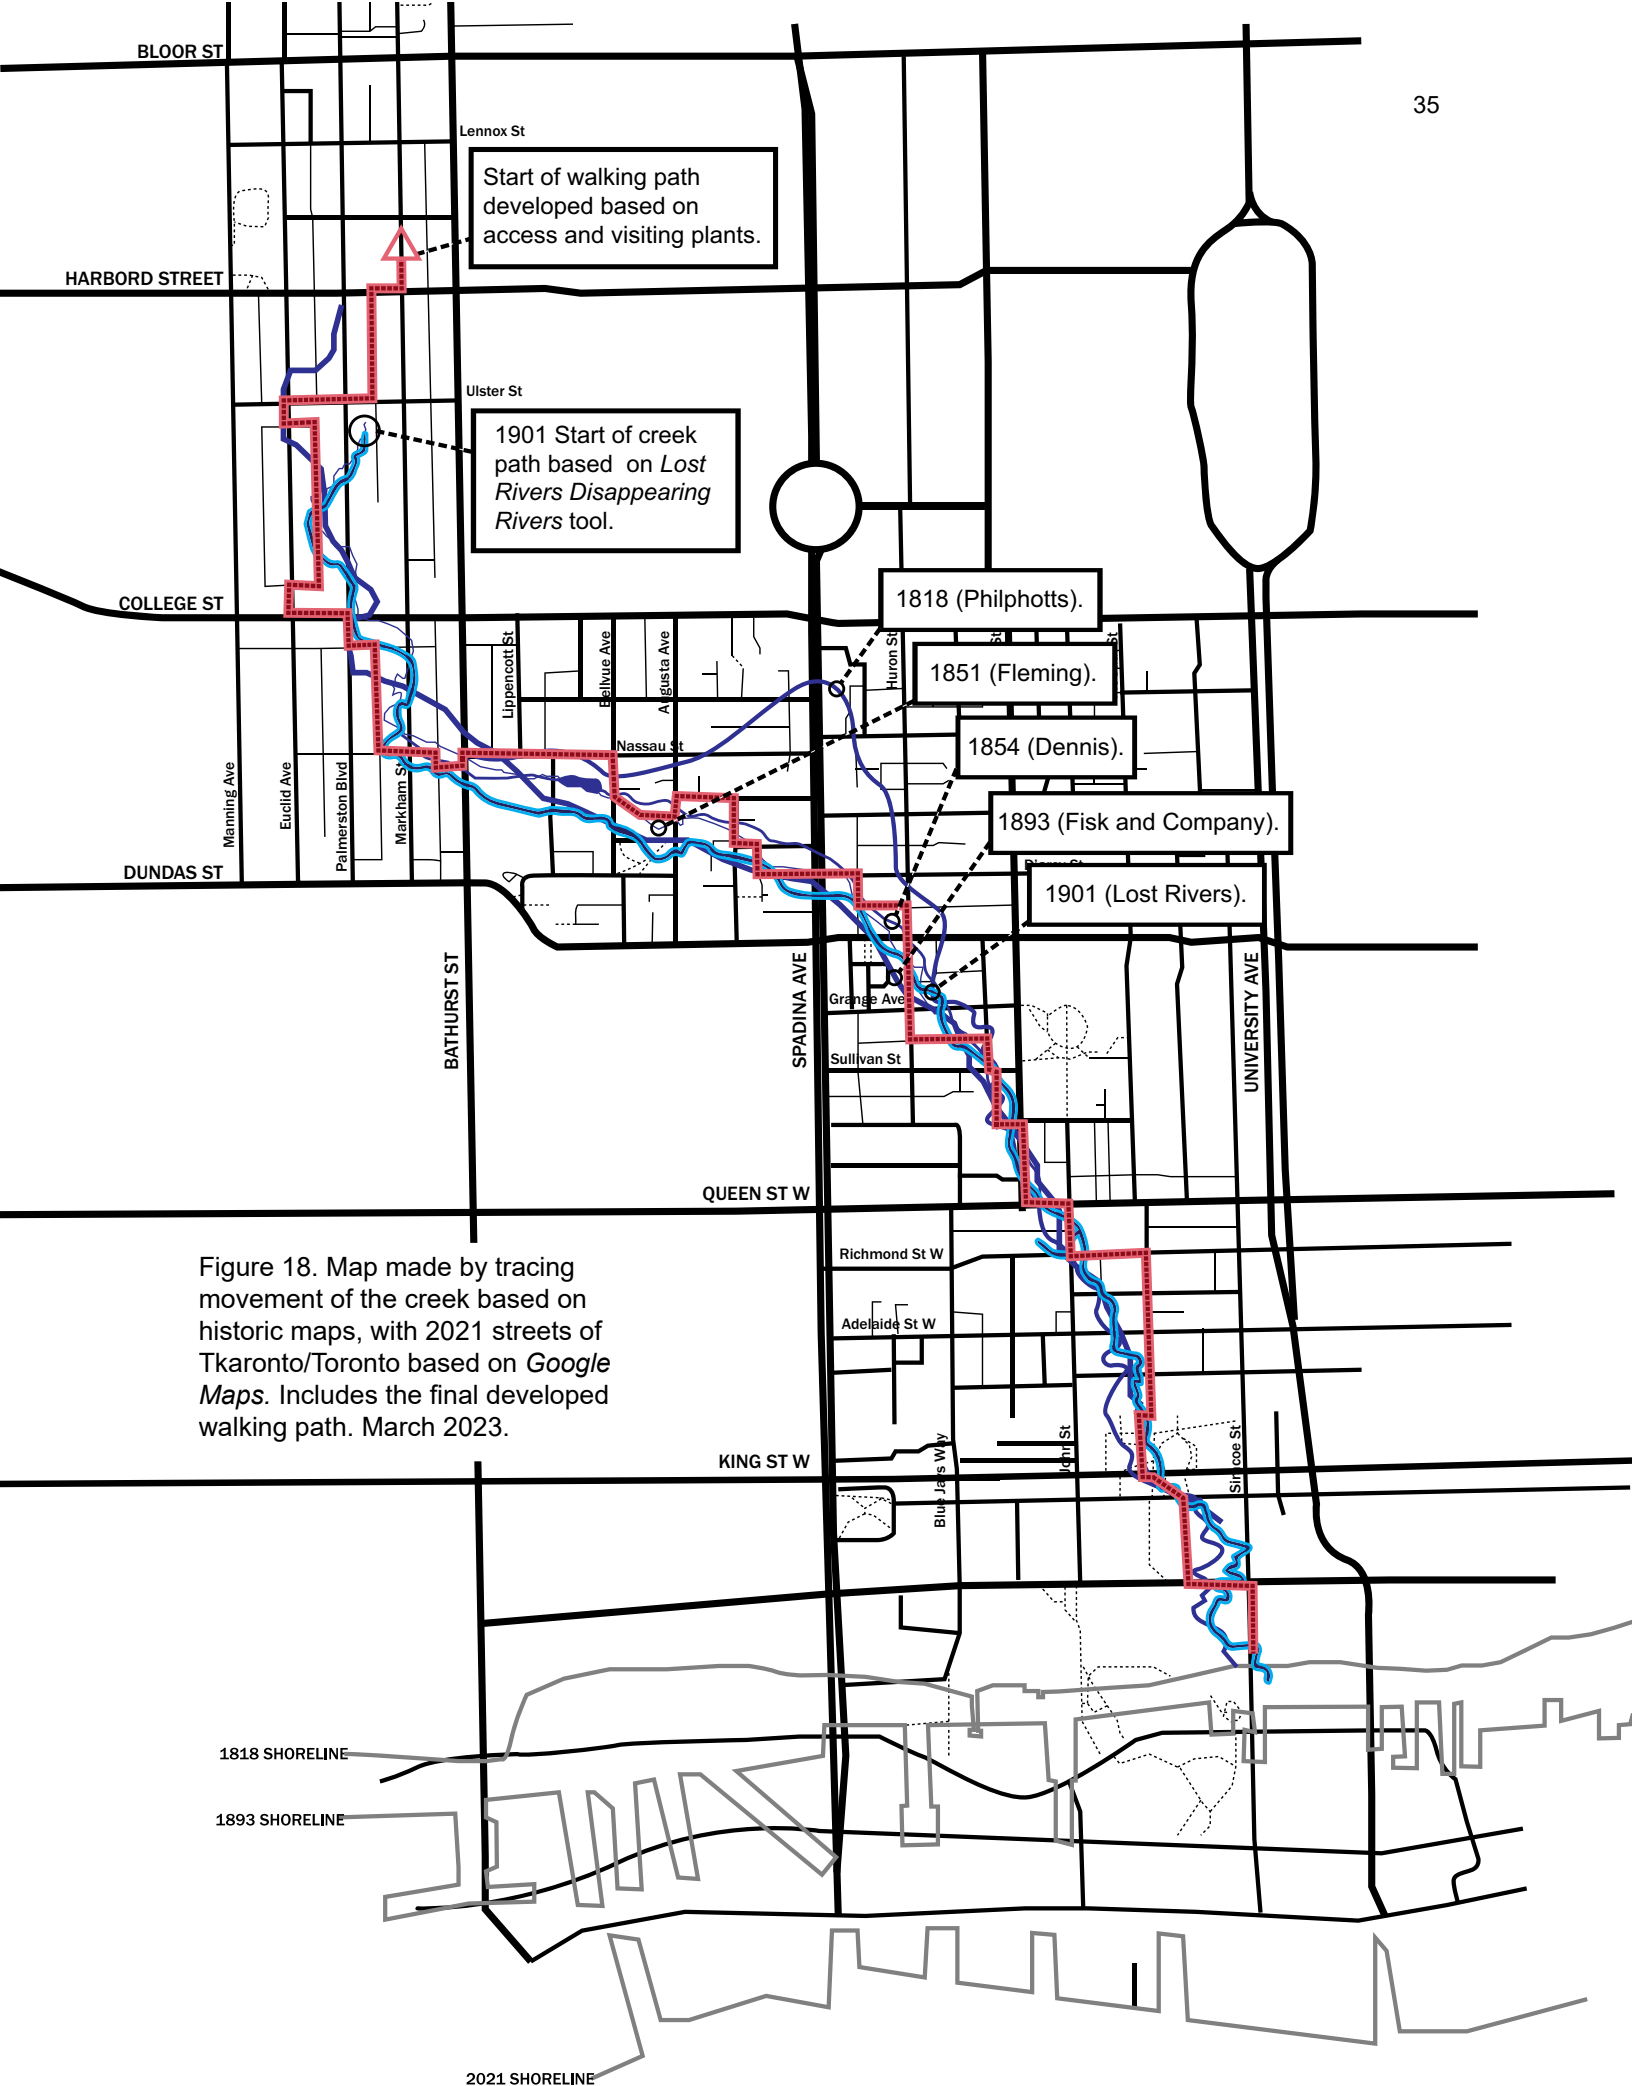 BLOOR ST
35
Lennox St
Start of walking path
developed based on
access and visiting plants.
HARBORD STREET
Ulster St
1901 Start of creek
path based on Lost
Rivers Disappearing
Rivers tool.
1818 (Philphotts).
COLLEGE ST
Lippencott St
Bellvue Ave
Augusta Ave
Huron St
St
St
1851 (Fleming).
1854 (Dennis).
Nassau St
Manning Ave
Euclid Ave
Palmerston Blvd
Markham St
1893 (Fisk and Company).
DUNDAS ST
1901 (Lost Rivers).
BATHURST ST
SPADINA AVE
UNIVERSITY AVE
Grange Ave
Sullivan St
QUEEN ST W
Richmond St W
Figure 18. Map made by tracing
movement of the creek based on
historic maps, with 2021 streets of
Tkaronto/Toronto based on Google
Maps. Includes the final developed
walking path. March 2023.
Adelaide St W
Blue Jays Way
John St
Simcoe St
KING ST W
1818 SHORELINE
1893 SHORELINE
2021 SHORELINE